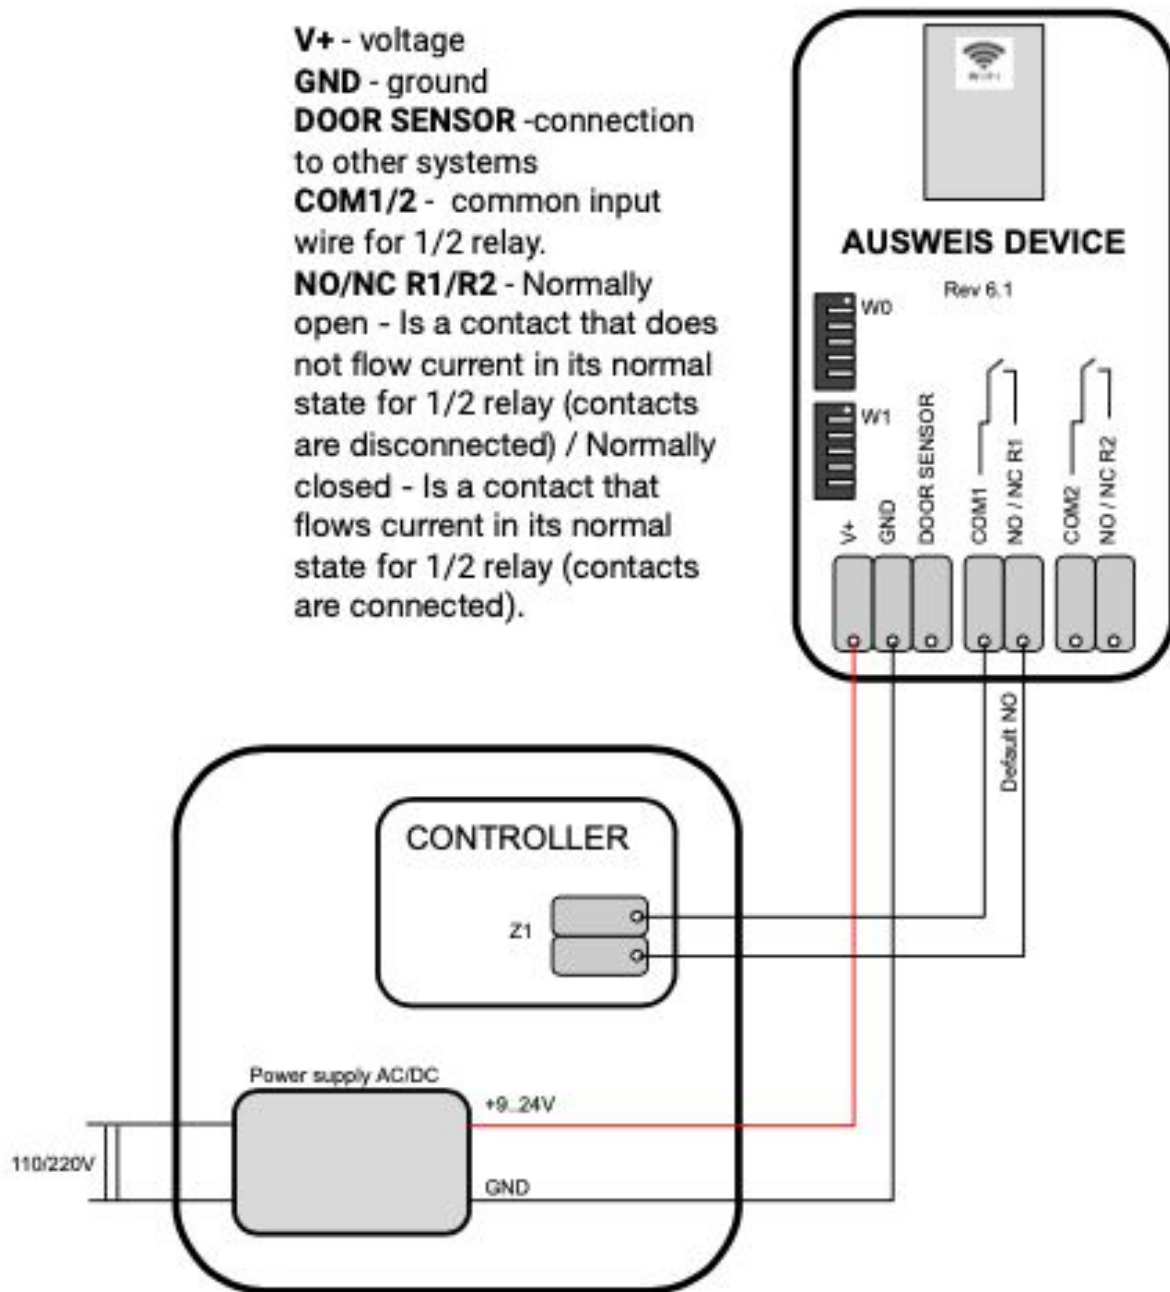 V+ - voltage
GND - ground
DOOR SENSOR -connection
to other systems
COM1/2 - common input
wire for 1/2 relay.
NO/NC R1/R2 - Normally
open - Is a contact that does
not flow current in its normal
state for 1/2 relay (contacts
are disconnected) / Normally
closed - Is a contact that
flows current in its normal
state for 1/2 relay (contacts
are connected).
WiFi
AUSWEIS DEVICE
Rev 6.1
W0
W1
V+
GND
DOOR SENSOR
COM1
NO / NC R1
COM2
NO / NC R2
Default NO
CONTROLLER
Z1
Power supply AC/DC
+9..24V
110/220V
GND